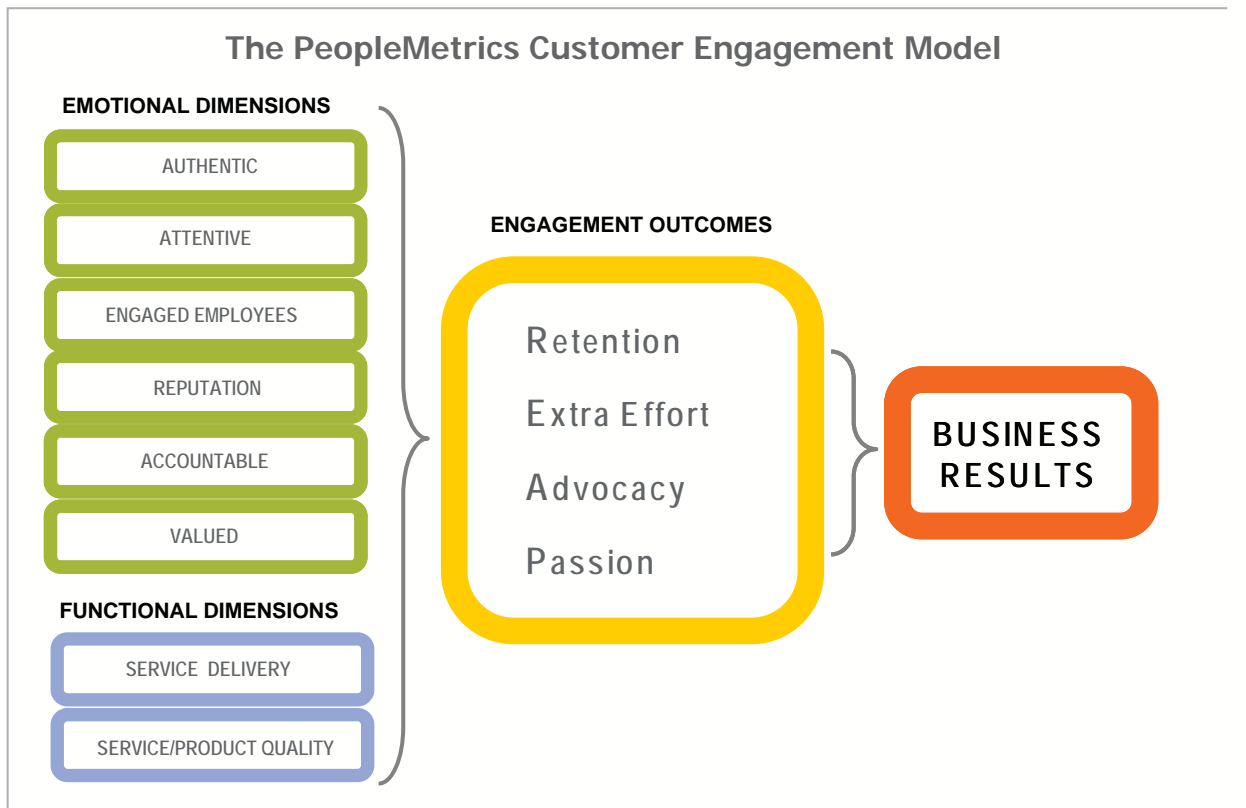 The PeopleMetrics Customer Engagement Model
EMOTIONAL DIMENSIONS
AUTHENTIC
ATTENTIVE
ENGAGED EMPLOYEES
REPUTATION
ACCOUNTABLE
VALUED
FUNCTIONAL DIMENSIONS
SERVICE DELIVERY
SERVICE/PRODUCT QUALITY
ENGAGEMENT OUTCOMES
Retention
Extra Effort
Advocacy
Passion
BUSINESS
RESULTS